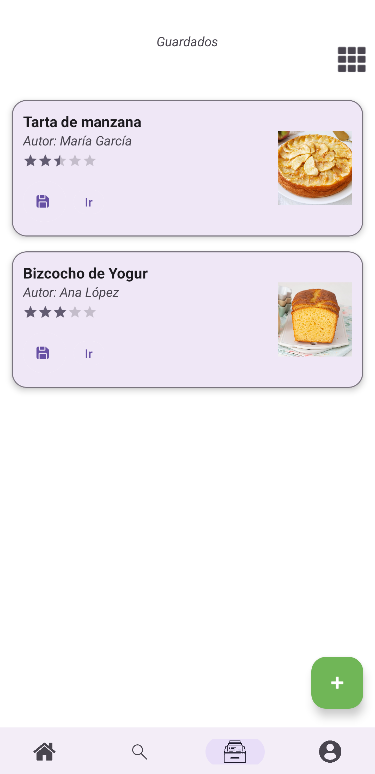 Guardados
Tarta de manzana
Autor: María García
Ir
Bizcocho de Yogur
Autor: Ana López
Ir
+